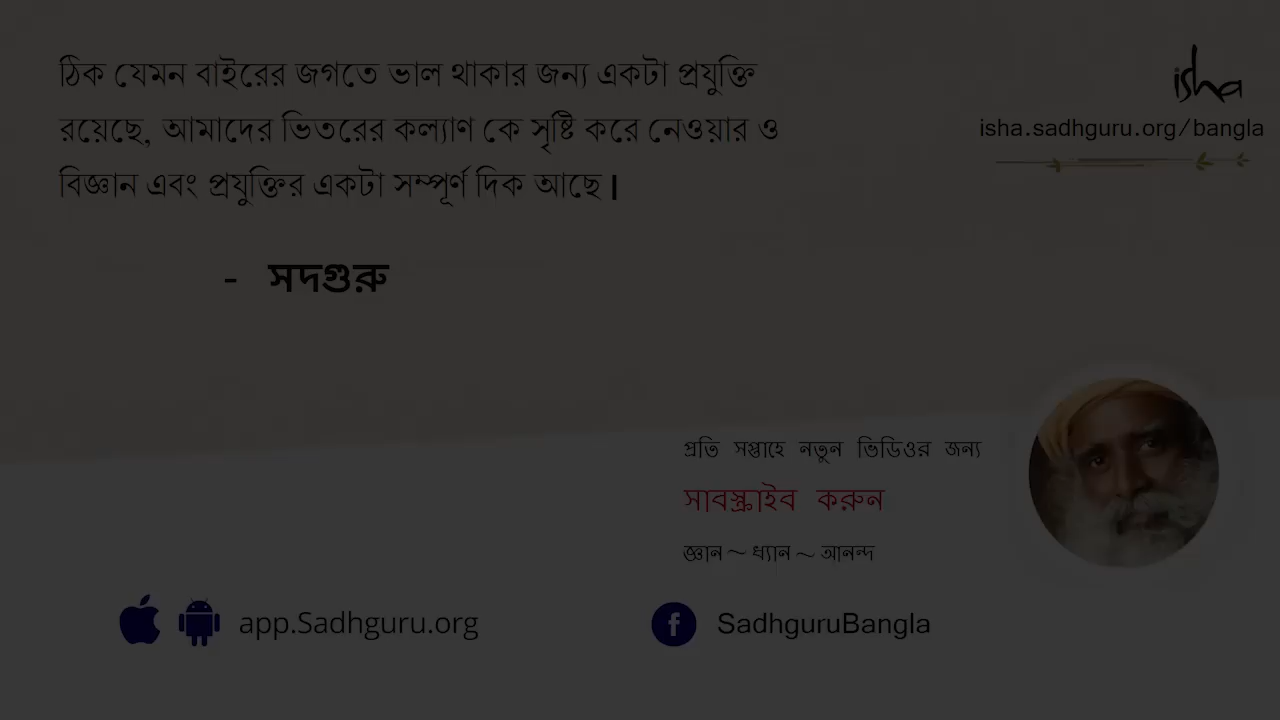 ঠিক যেমন বাইরের জগতে ভাল থাকার জন্য একটা প্রযুক্তি
রয়েছে, আমাদের ভিতরের কল্যাণ কে সৃষ্টি করে নেওয়ার ও
বিজ্ঞান এবং প্রযুক্তির একটা সম্পূর্ণ দিক আছে।
- সদগুরু
isha
isha.sadhguru.org/bangla
প্রতি সপ্তাহে নতুন ভিডিওর জন্য
সাবস্ক্রাইব করুন
জ্ঞান ~ ধ্যান ~ আনন্দ
app.Sadhguru.org
SadhguruBangla